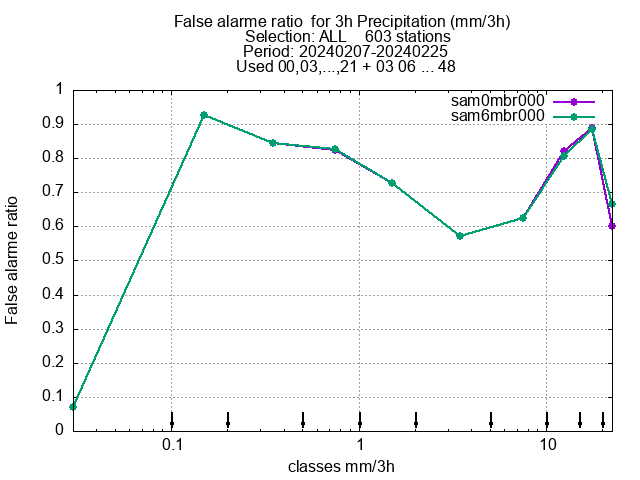 False alarme ratio  for 3h Precipitation (mm/3h)
Selection: ALL    603 stations
Period: 20240207-20240225
Used 00,03,...,21 + 03 06 ... 48
sam0mbr000
sam6mbr000
1
0.9
0.8
0.7
0.6
0.5
0.4
0.3
0.2
0.1
0
False alarme ratio
0.1 1 10
classes mm/3h